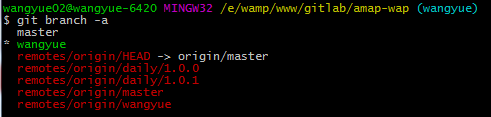 wangyue02@wangyue-6420 MINGW32 /e/wamp/www/gitlab/amap-wap (wangyue)
$ git branch -a
  master
* wangyue
  remotes/origin/HEAD -> origin/master
  remotes/origin/daily/1.0.0
  remotes/origin/daily/1.0.1
  remotes/origin/master
  remotes/origin/wangyue